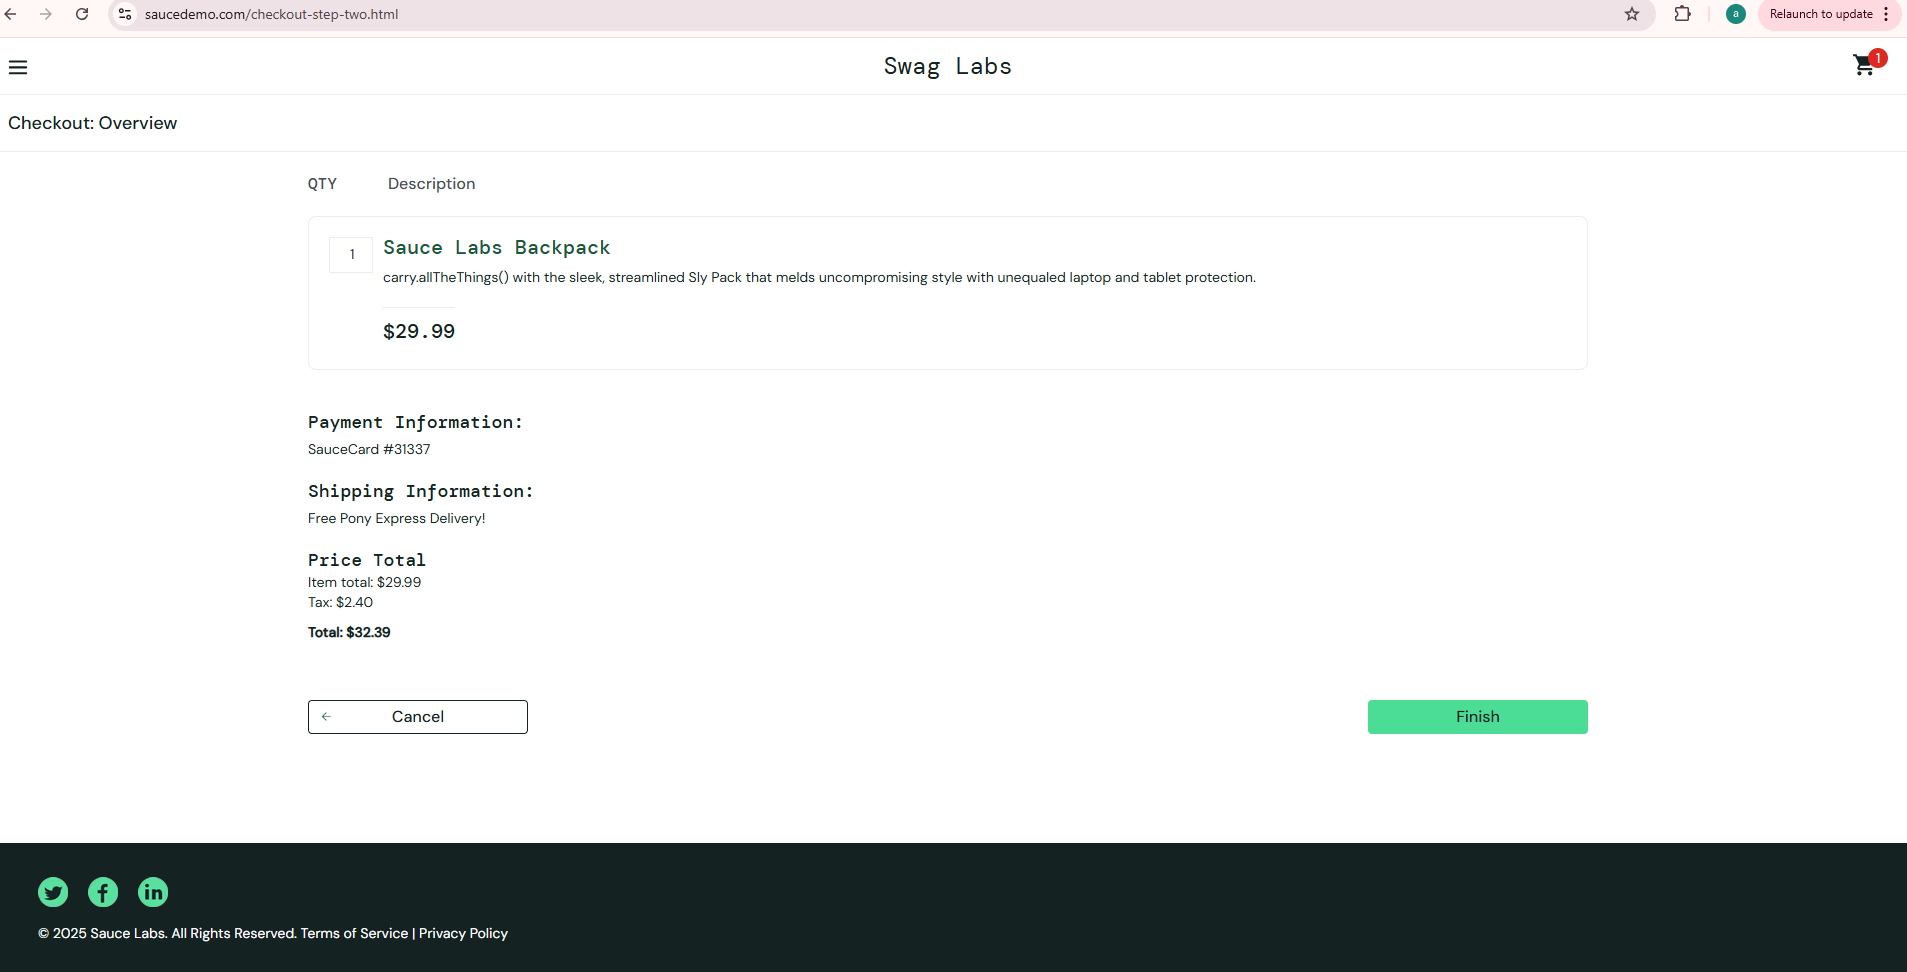 saucedemo.com/checkout-step-two.html
a
Relaunch to update
Swag Labs
1
Checkout: Overview
QTY Description
1
Sauce Labs Backpack
carry.allTheThings() with the sleek, streamlined Sly Pack that melds uncompromising style with unequaled laptop and tablet protection.
$29.99
Payment Information:
SauceCard #31337
Shipping Information:
Free Pony Express Delivery!
Price Total
Item total: $29.99
Tax: $2.40
Total: $32.39
Cancel
Finish
© 2025 Sauce Labs. All Rights Reserved. Terms of Service | Privacy Policy